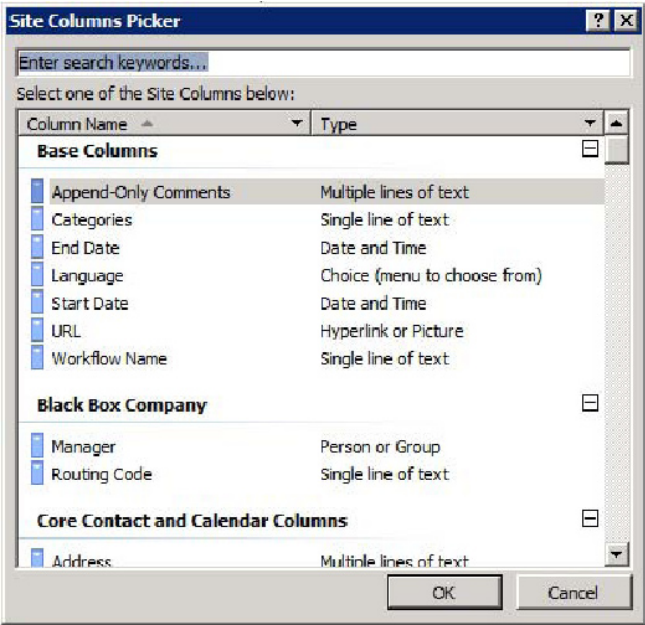 Site Columns Picker
Enter search keywords...
Select one of the Site Columns below:
Column Name Type
Base Columns
Append-Only Comments Multiple lines of text
Categories Single line of text
End Date Date and Time
Language Choice (menu to choose from)
Start Date Date and Time
URL Hyperlink or Picture
Workflow Name Single line of text
Black Box Company
Manager Person or Group
Routing Code Single line of text
Core Contact and Calendar Columns
Address Multiple lines of text
OK Cancel